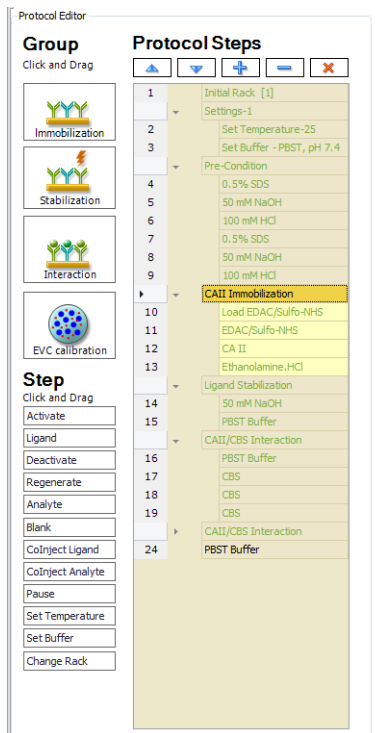 Protocol Editor
Group
Click and Drag
Immobilization
Stabilization
Interaction
EVC calibration
Step
Click and Drag
Activate
Ligand
Deactivate
Regenerate
Analyte
Blank
CoInject Ligand
CoInject Analyte
Pause
Set Temperature
Set Buffer
Change Rack
Protocol Steps
1 Initial Rack [1]
Settings-1
2 Set Temperature-25
3 Set Buffer - PBST, pH 7.4
Pre-Condition
4 0.5% SDS
5 50 mM NaOH
6 100 mM HCl
7 0.5% SDS
8 50 mM NaOH
9 100 mM HCl
CAII Immobilization
10 Load EDAC/Sulfo-NHS
11 EDAC/Sulfo-NHS
12 CA II
13 Ethanolamine.HCl
Ligand Stabilization
14 50 mM NaOH
15 PBST Buffer
CAII/CBS Interaction
16 PBST Buffer
17 CBS
18 CBS
19 CBS
CAII/CBS Interaction
24 PBST Buffer